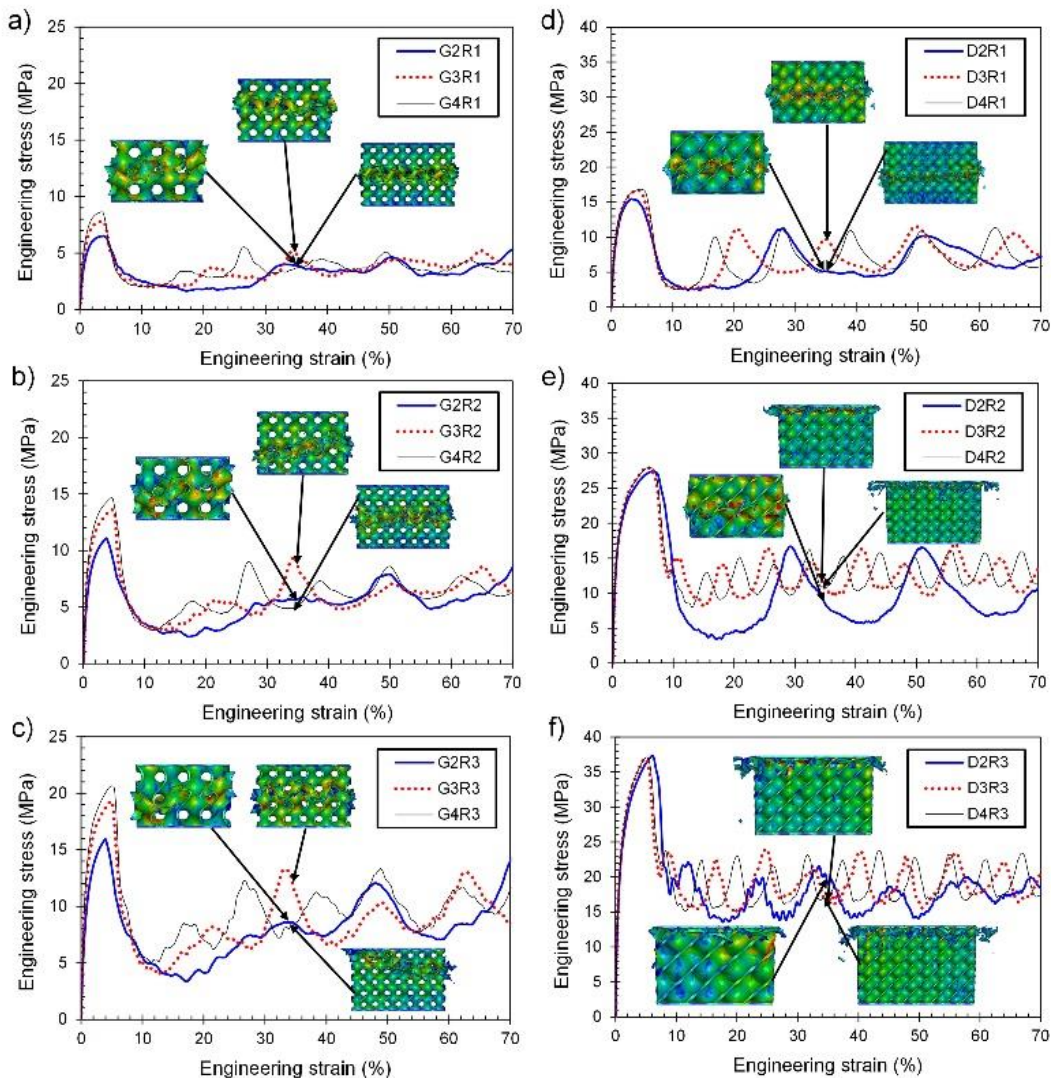 a)
Engineering stress (MPa)
25
20
15
10
5
0
G2R1
G3R1
G4R1
0 10 20 30 40 50 60 70
Engineering strain (%)
d)
Engineering stress (MPa)
40
35
30
25
20
15
10
5
0
D2R1
D3R1
D4R1
0 10 20 30 40 50 60 70
Engineering strain (%)
b)
Engineering stress (MPa)
25
20
15
10
5
0
G2R2
G3R2
G4R2
0 10 20 30 40 50 60 70
Engineering strain (%)
e)
Engineering stress (MPa)
40
35
30
25
20
15
10
5
0
D2R2
D3R2
D4R2
0 10 20 30 40 50 60 70
Engineering strain (%)
c)
Engineering stress (MPa)
25
20
15
10
5
0
G2R3
G3R3
G4R3
0 10 20 30 40 50 60 70
Engineering strain (%)
f)
Engineering stress (MPa)
40
35
30
25
20
15
10
5
0
D2R3
D3R3
D4R3
0 10 20 30 40 50 60 70
Engineering strain (%)